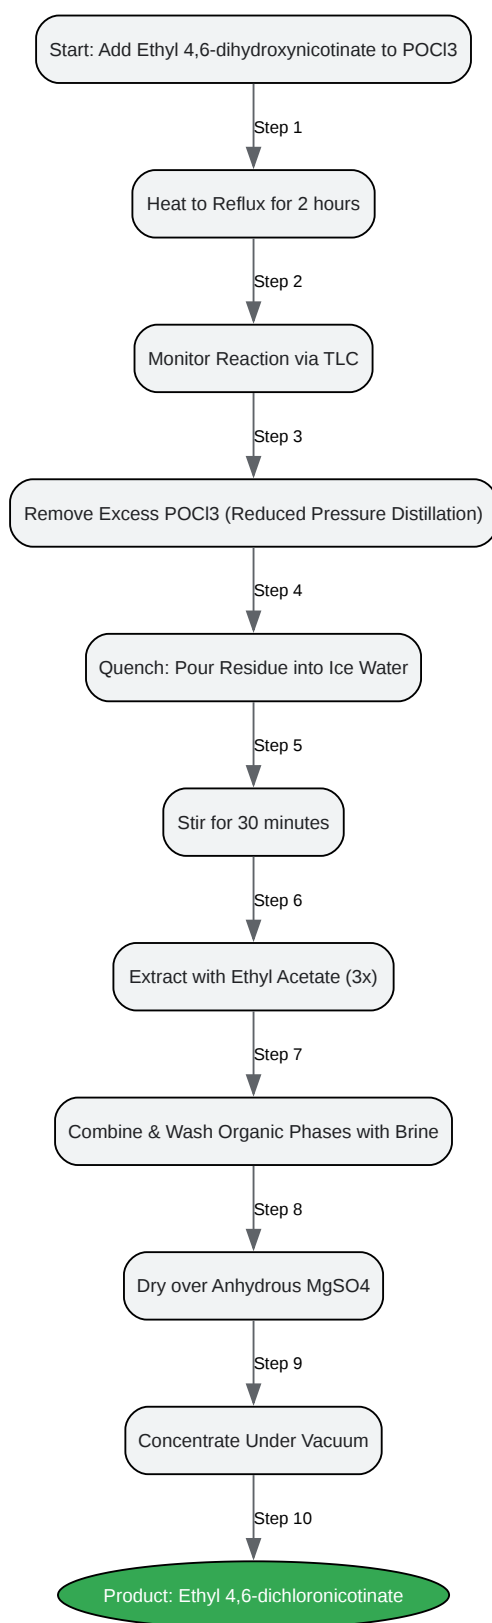 Start: Add Ethyl 4,6-dihydroxynicotinate to POCl3
Step 1
Heat to Reflux for 2 hours
Step 2
Monitor Reaction via TLC
Step 3
Remove Excess POCl3 (Reduced Pressure Distillation)
Step 4
Quench: Pour Residue into Ice Water
Step 5
Stir for 30 minutes
Step 6
Extract with Ethyl Acetate (3x)
Step 7
Combine & Wash Organic Phases with Brine
Step 8
Dry over Anhydrous MgSO4
Step 9
Concentrate Under Vacuum
Step 10
Product: Ethyl 4,6-dichloronicotinate